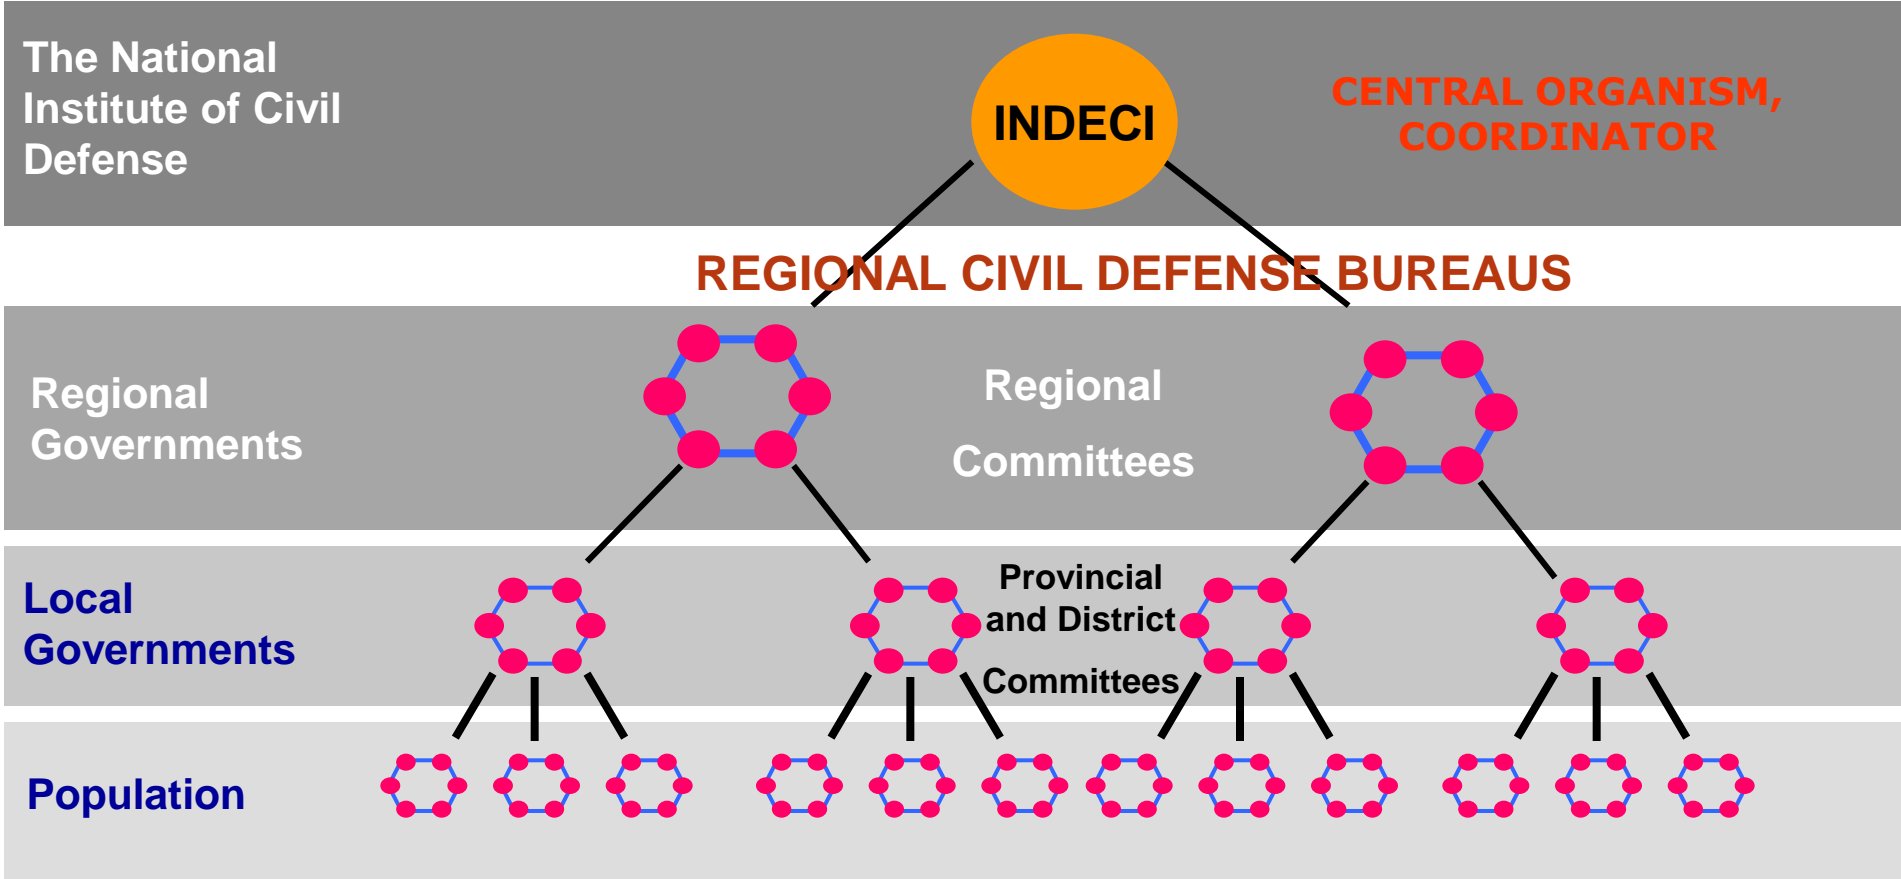 The National
Institute of Civil
Defense
INDECI
CENTRAL ORGANISM,
COORDINATOR
REGIONAL CIVIL DEFENSE BUREAUS
Regional
Governments
Regional
Committees
Local
Governments
Provincial
and District
Committees
Population